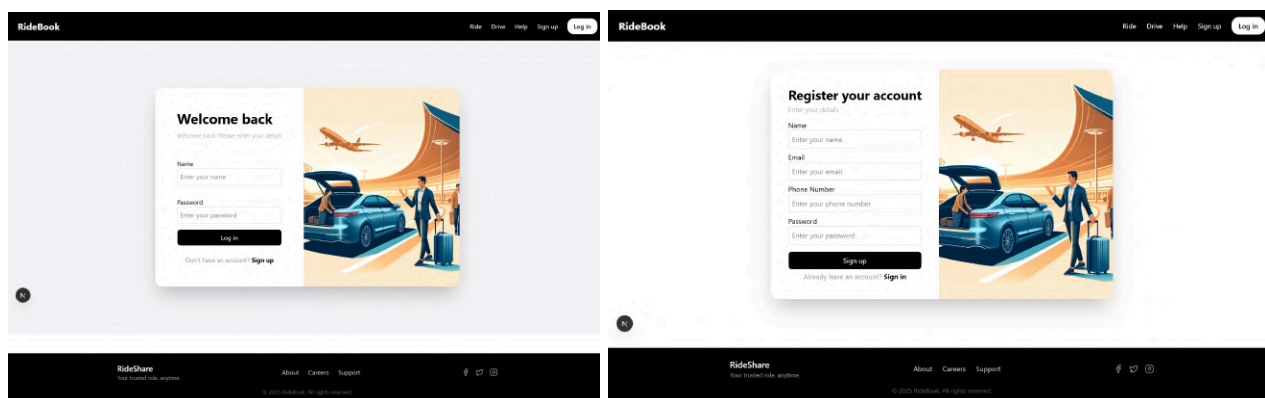 RideBook
Ride Drive Help Sign up Log in
Welcome back
Welcome back! Please enter your details
Name
Enter your name
Password
Enter your password
Log in
Don't have an account? Sign up
N
RideShare
Your trusted ride, anytime.
About Careers Support
© 2025 RideBook. All rights reserved.
RideBook
Ride Drive Help Sign up Log in
Register your account
Enter your details
Name
Enter your name
Email
Enter your email
Phone Number
Enter your phone number
Password
Enter your password
Sign up
Already have an account? Sign in
N
RideShare
Your trusted ride, anytime.
About Careers Support
© 2025 RideBook. All rights reserved.